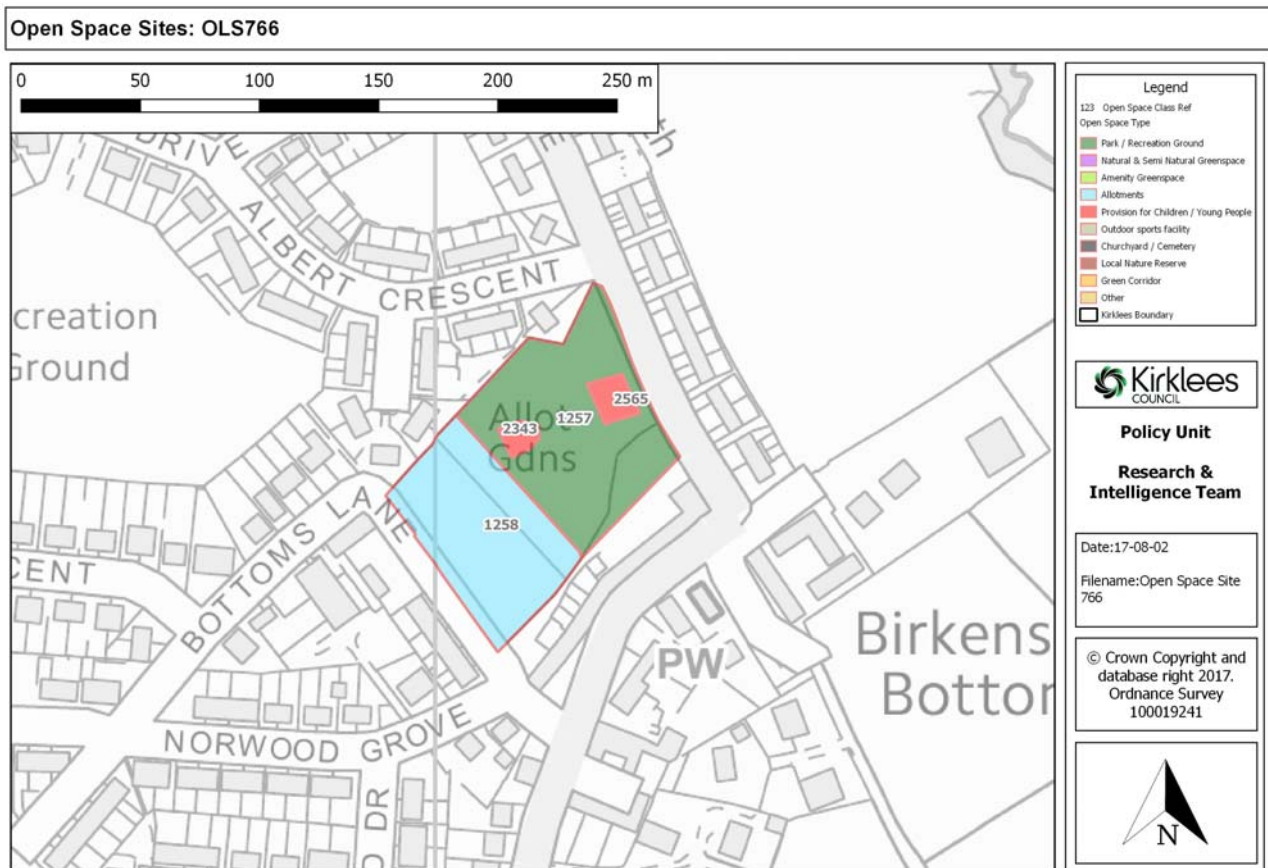 Open Space Sites: OLS766
0 50 100 150 200 250 m
DRIVE
ALBERT CRESCENT
creation
Ground
Allot
Gdns
1257
2565
2343
1258
BOTTOMS LANE
CENT
NORWOOD GROVE
DR
PW
Birkens
Bottor
Legend
123 Open Space Class Ref
Open Space Type
Park / Recreation Ground
Natural & Semi Natural Greenspace
Amenity Greenspace
Allotments
Provision for Children / Young People
Outdoor sports facility
Churchyard / Cemetery
Local Nature Reserve
Green Corridor
Other
Kirklees Boundary
Kirklees
COUNCIL
Policy Unit
Research &
Intelligence Team
Date:17-08-02
Filename:Open Space Site
766
© Crown Copyright and
database right 2017.
Ordnance Survey
100019241
N